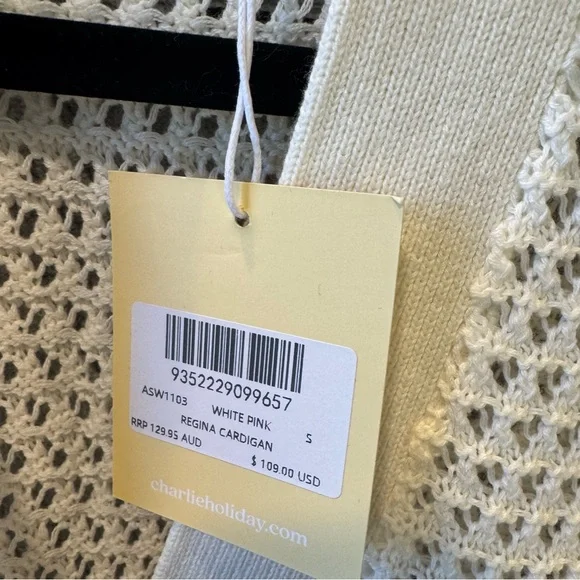 9352229099657
ASW1103 WHITE PINK S
REGINA CARDIGAN
RRP 129.95 AUD $ 109.00 USD
charlieholiday.com